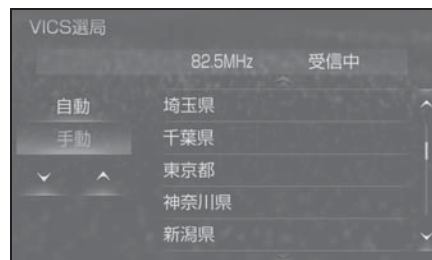 VICS選局
82.5MHz 受信中
自動
手動
埼玉県
千葉県
東京都
神奈川県
新潟県